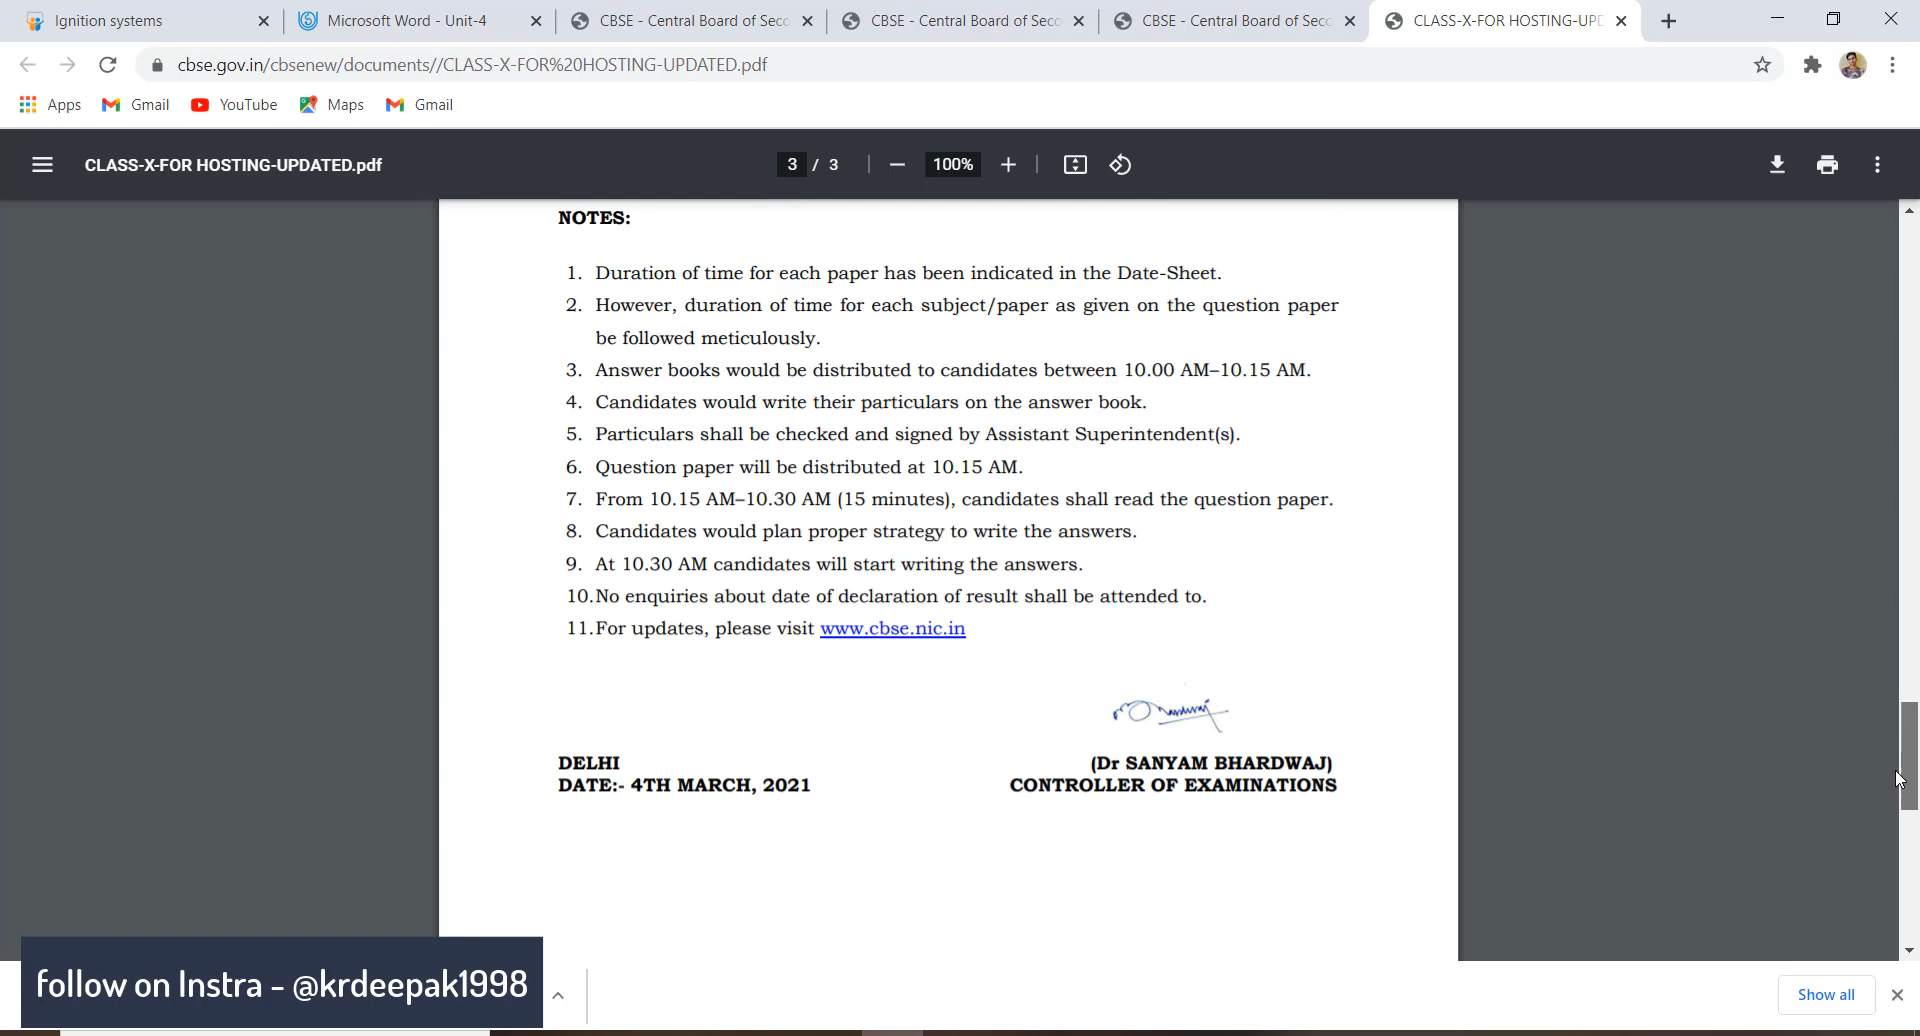 Ignition systems
Microsoft Word - Unit-4
CBSE - Central Board of Seco
CBSE - Central Board of Seco
CBSE - Central Board of Seco
CLASS-X-FOR HOSTING-UPD
cbse.gov.in/cbsenew/documents//CLASS-X-FOR%20HOSTING-UPDATED.pdf
Apps
Gmail
YouTube
Maps
Gmail
CLASS-X-FOR HOSTING-UPDATED.pdf
3 / 3
100%
NOTES:
1. Duration of time for each paper has been indicated in the Date-Sheet.
2. However, duration of time for each subject/paper as given on the question paper
be followed meticulously.
3. Answer books would be distributed to candidates between 10.00 AM–10.15 AM.
4. Candidates would write their particulars on the answer book.
5. Particulars shall be checked and signed by Assistant Superintendent(s).
6. Question paper will be distributed at 10.15 AM.
7. From 10.15 AM–10.30 AM (15 minutes), candidates shall read the question paper.
8. Candidates would plan proper strategy to write the answers.
9. At 10.30 AM candidates will start writing the answers.
10.No enquiries about date of declaration of result shall be attended to.
11.For updates, please visit www.cbse.nic.in
DELHI
(Dr SANYAM BHARDWAJ)
DATE:- 4TH MARCH, 2021
CONTROLLER OF EXAMINATIONS
follow on Instra - @krdeepak1998
Show all